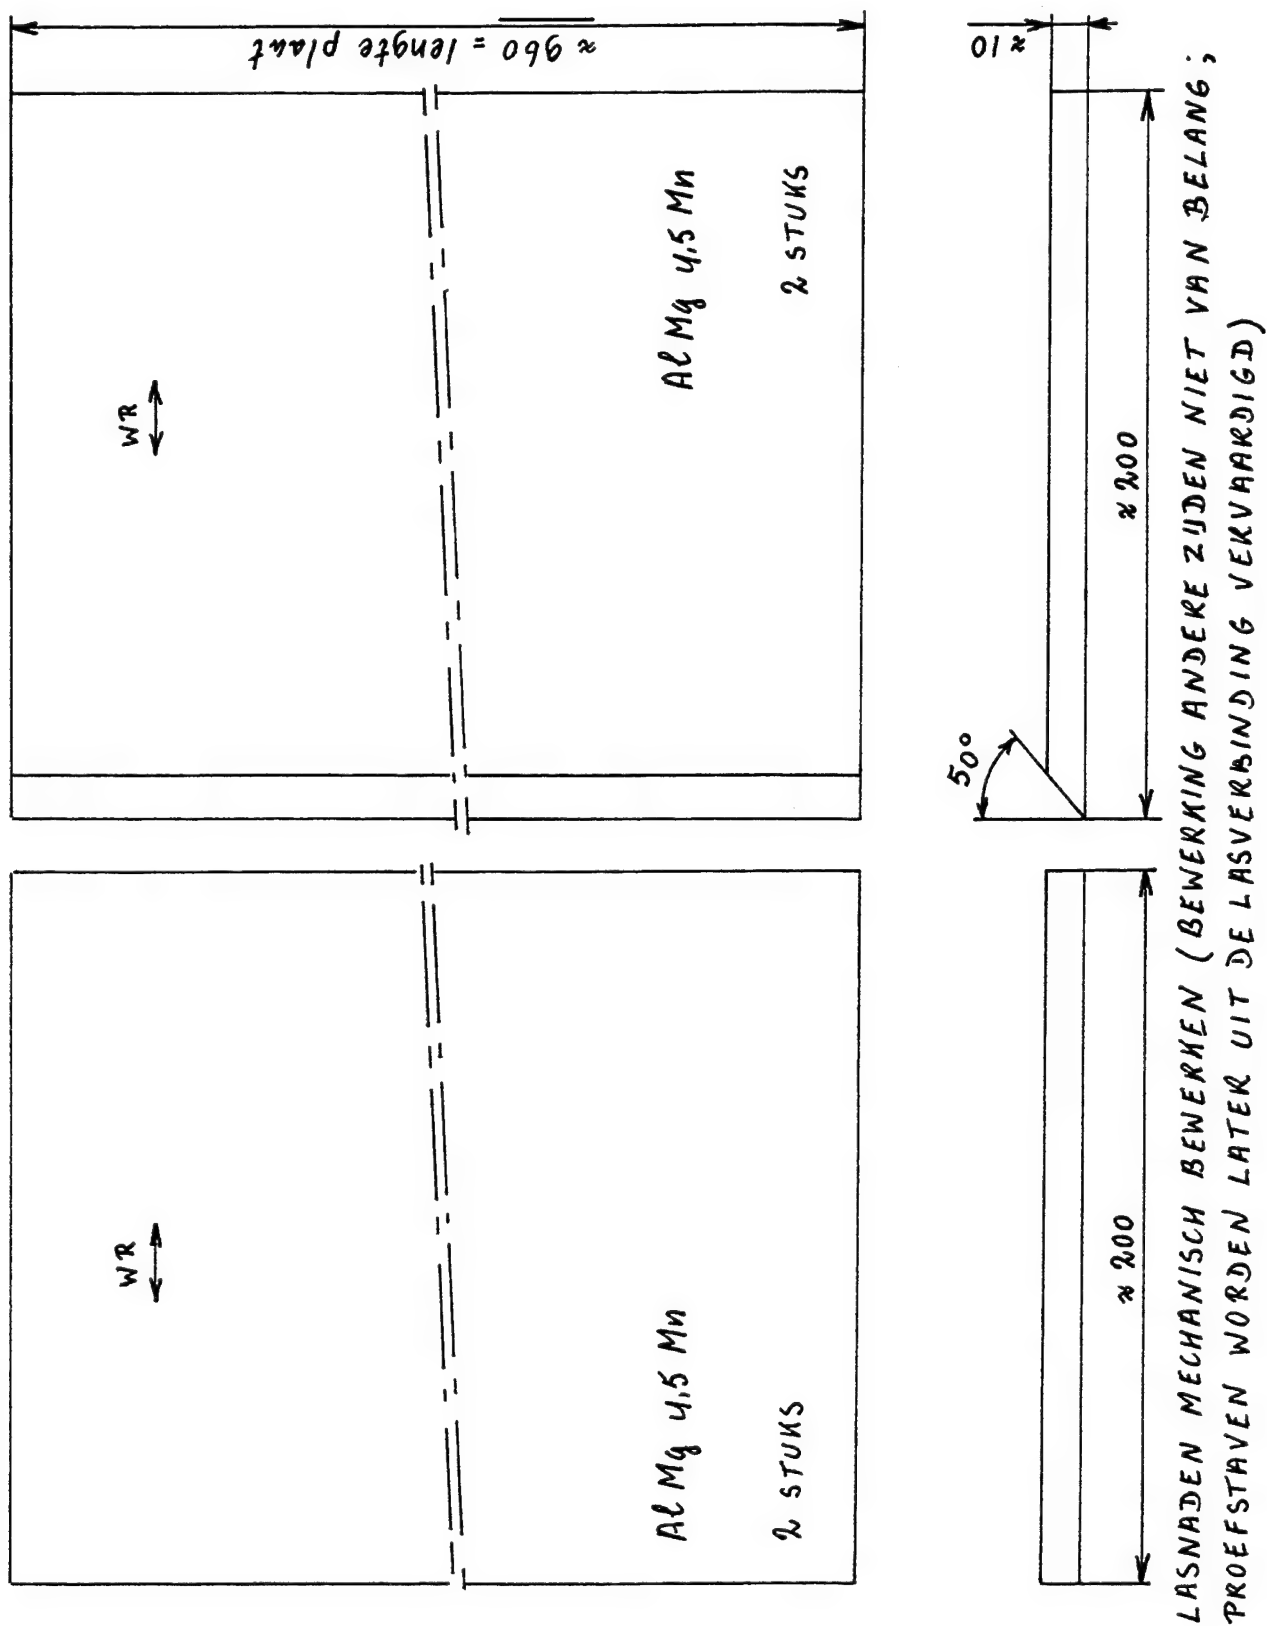 ≈ 960 = lengte plaat
WR
WR
Al Mg 4,5 Mn
2 STUKS
Al Mg 4,5 Mn
2 STUKS
50°
≈ 10
≈ 200
≈ 200
LASNADEN MECHANISCH BEWERKEN (BEWERKING ANDERE ZIJDEN NIET VAN BELANG;
PROEFSTAVEN WORDEN LATER UIT DE LASVERBINDING VERVAARDIGD)